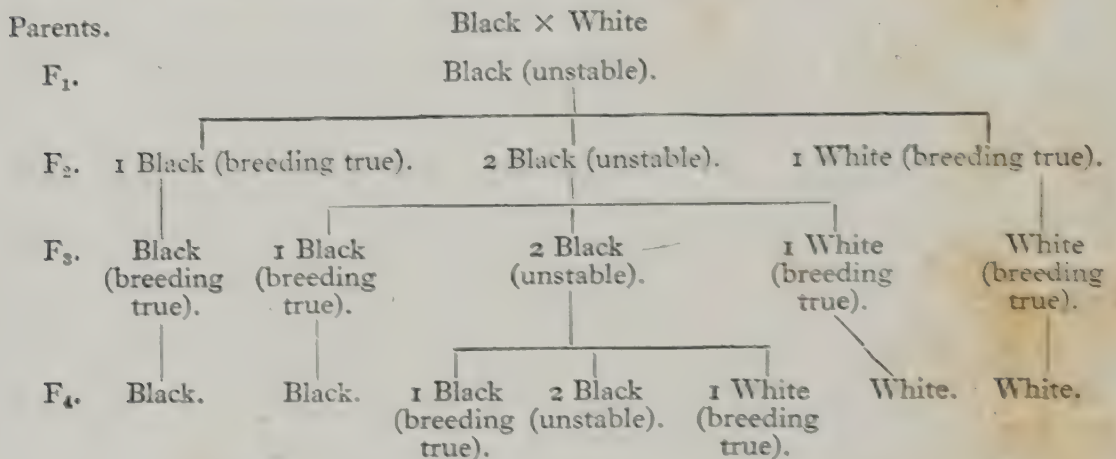 Parents. Black × White
F₁. Black (unstable).
F₂. 1 Black (breeding true). 2 Black (unstable). 1 White (breeding true).
F₃. Black 1 Black 2 Black 1 White White
(breeding (breeding (unstable). (breeding (breeding
true). true). true). true).
F₄. Black. Black. 1 Black 2 Black 1 White White. White.
(breeding (unstable). (breeding
true). true).